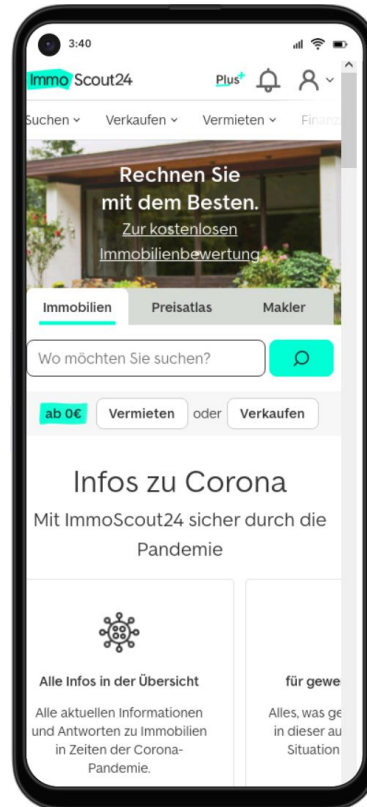 3:40
Immo Scout24
Plus+
Suchen
Verkaufen
Vermieten
Finanz
Rechnen Sie
mit dem Besten.
Zur kostenlosen
Immobilienbewertung
Immobilien
Preisatlas
Makler
Wo möchten Sie suchen?
ab 0€
Vermieten
oder
Verkaufen
Infos zu Corona
Mit ImmoScout24 sicher durch die
Pandemie
Alle Infos in der Übersicht
Alle aktuellen Informationen
und Antworten zu Immobilien
in Zeiten der Corona-
Pandemie.
für gewe
Alles, was ge
in dieser au
Situation